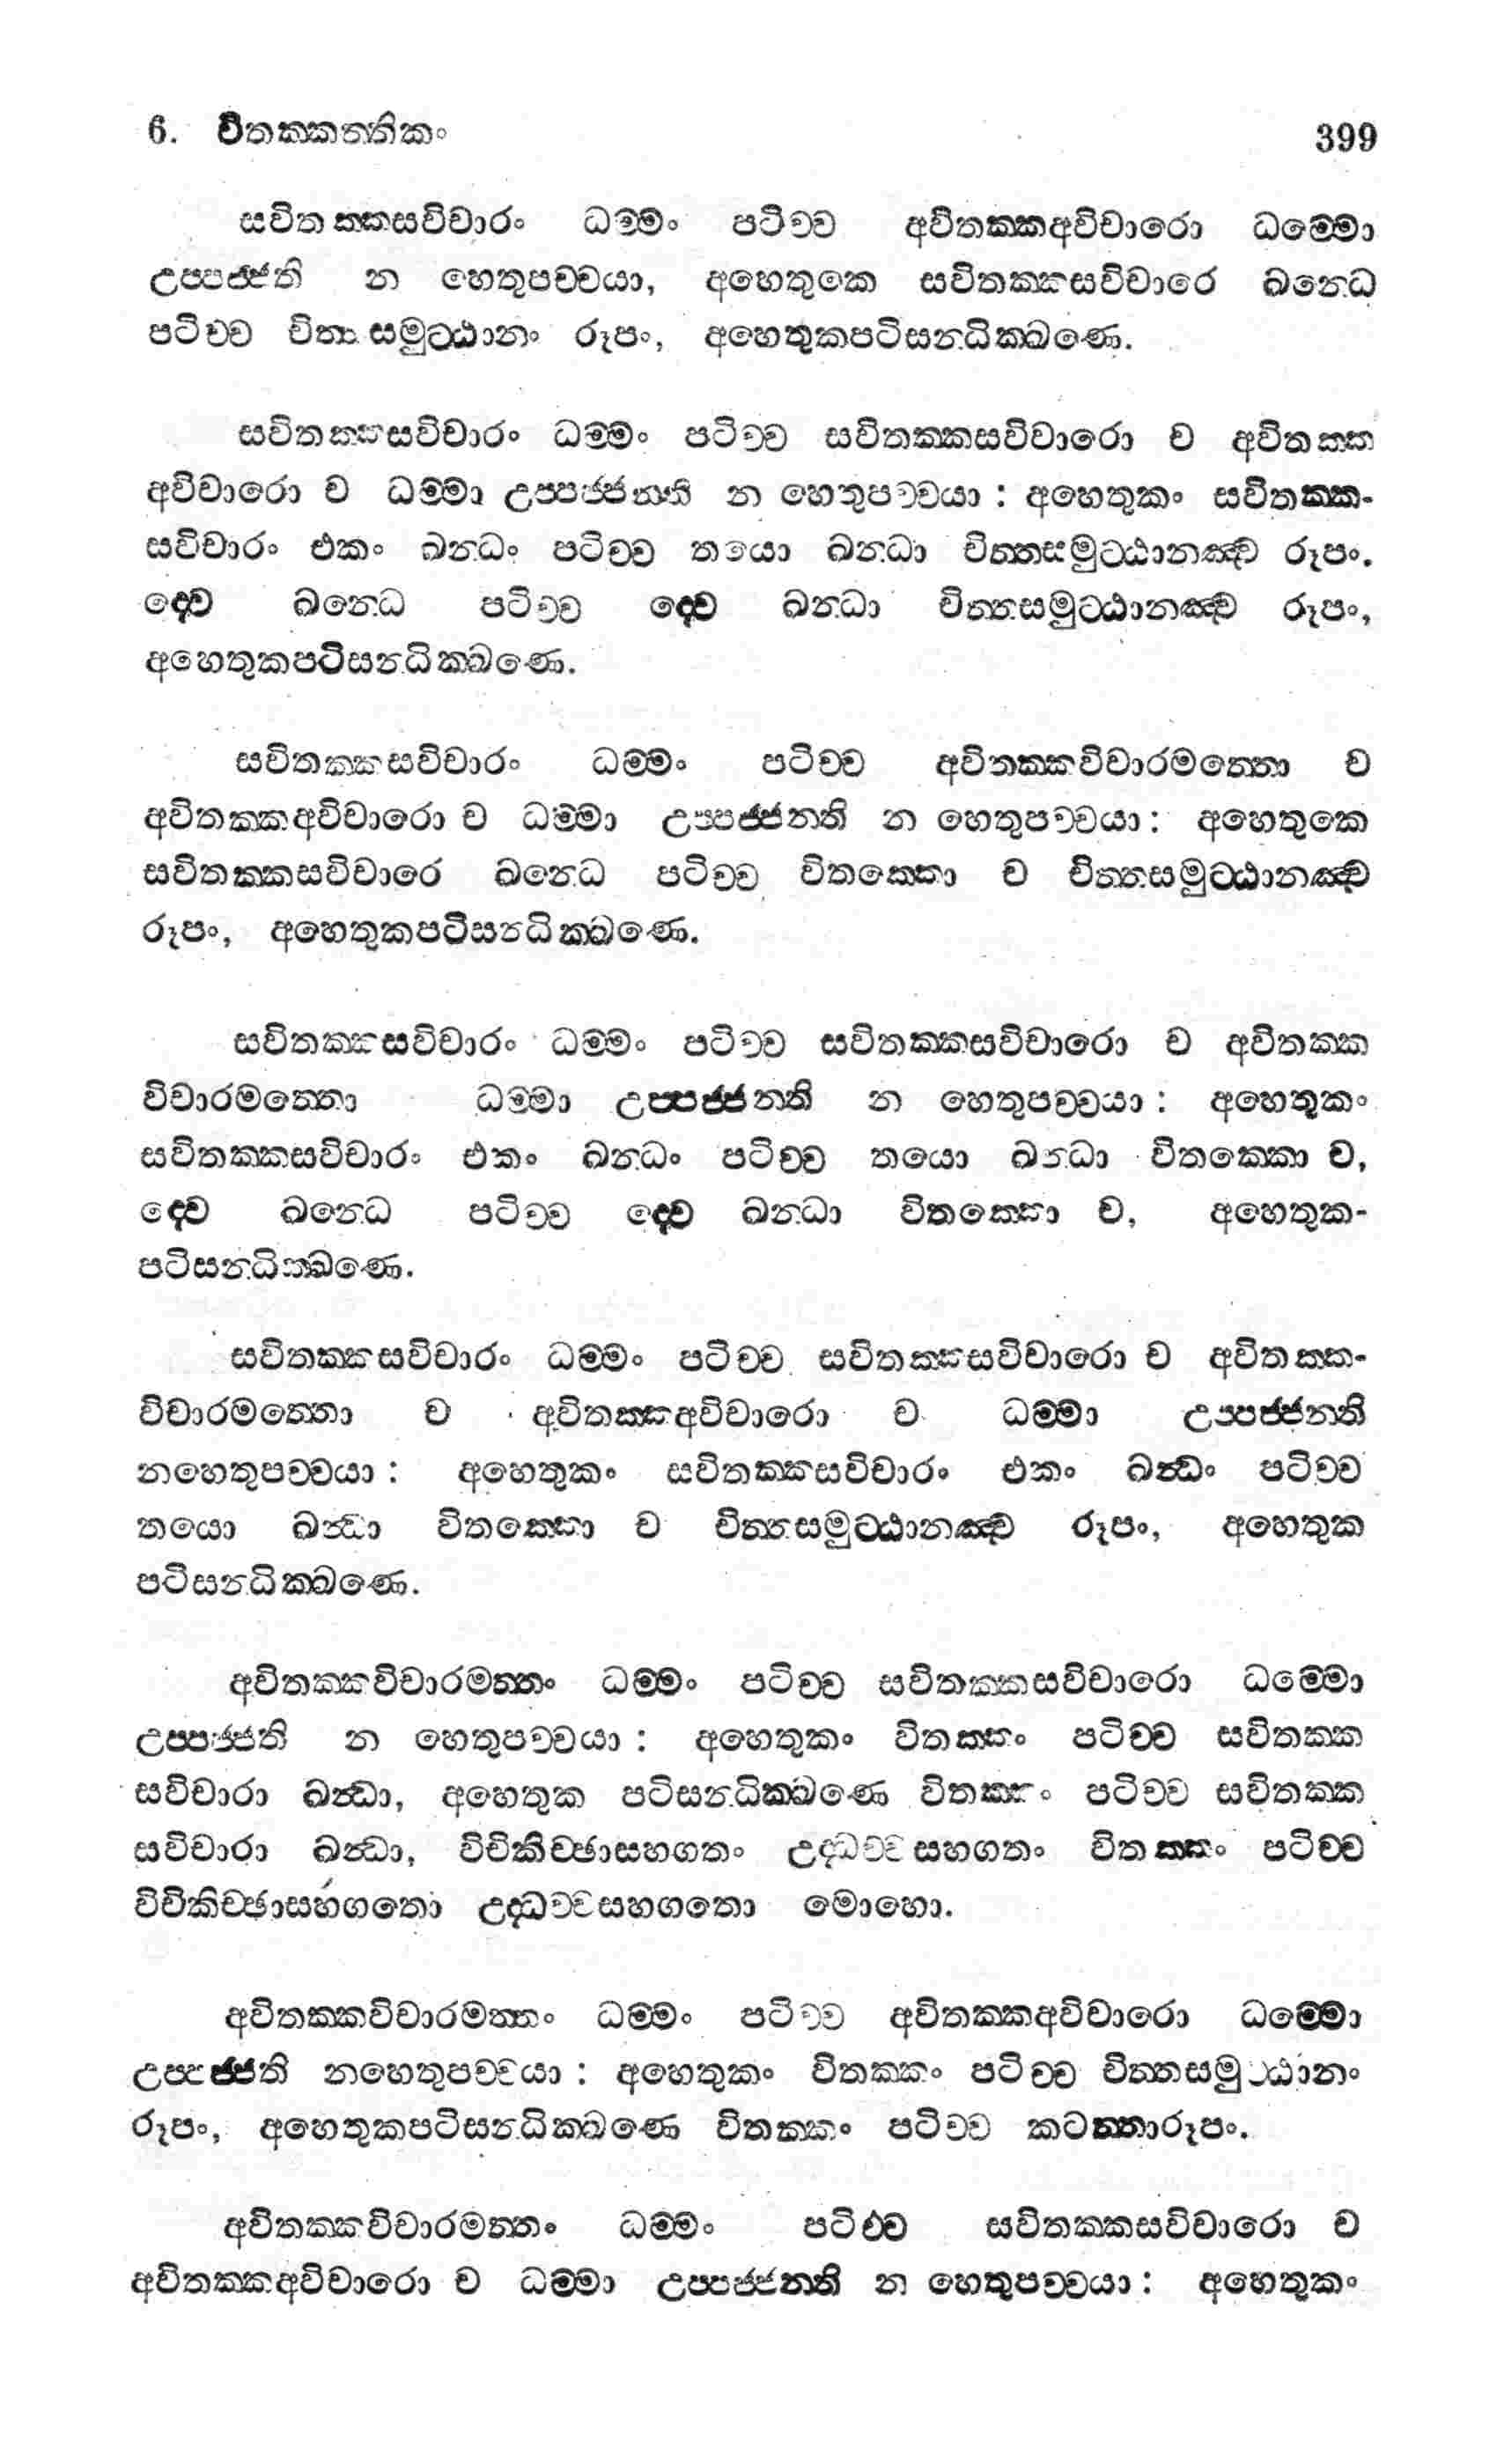 6. විතක්කත්තිකං 399
සවිතක්කසවිචාරං ධම්මං පටිච්ච අවිතක්කඅවිචාරො ධම්මො
උප්පජ්ජති න හෙතුපච්චයා, අහෙතුකෙ සවිතක්කසවිචාරෙ ඛන්ධෙ
පටිච්ච චිත්තසමුට්ඨානං රූපං, අහෙතුකපටිසන්ධික්ඛණෙ.
සවිතක්කසවිචාරං ධම්මං පටිච්ච සවිතක්කසවිචාරො ච අවිතක්ක
අවිචාරො ච ධම්මා උප්පජ්ජන්ති න හෙතුපච්චයා : අහෙතුකං සවිතක්ක-
සවිචාරං එකං ඛන්ධං පටිච්ච තයො ඛන්ධා චිත්තසමුට්ඨානඤ්ච රූපං.
ද්වෙ ඛන්ධෙ පටිච්ච ද්වෙ ඛන්ධා චිත්තසමුට්ඨානඤ්ච රූපං,
අහෙතුකපටිසන්ධික්ඛණෙ.
සවිතක්කසවිචාරං ධම්මං පටිච්ච අවිතක්කවිචාරමත්තො ච
අවිතක්කඅවිචාරො ච ධම්මා උප්පජ්ජන්ති න හෙතුපච්චයා : අහෙතුකෙ
සවිතක්කසවිචාරෙ ඛන්ධෙ පටිච්ච විතක්කො ච චිත්තසමුට්ඨානඤ්ච
රූපං, අහෙතුකපටිසන්ධික්ඛණෙ.
සවිතක්කසවිචාරං ධම්මං පටිච්ච සවිතක්කසවිචාරො ච අවිතක්ක
විචාරමත්තො ධම්මා උප්පජ්ජන්ති න හෙතුපච්චයා : අහෙතුකං
සවිතක්කසවිචාරං එකං ඛන්ධං පටිච්ච තයො ඛන්ධා විතක්කො ච,
ද්වෙ ඛන්ධෙ පටිච්ච ද්වෙ ඛන්ධා විතක්කො ච, අහෙතුක-
පටිසන්ධික්ඛණෙ.
සවිතක්කසවිචාරං ධම්මං පටිච්ච සවිතක්කසවිචාරො ච අවිතක්ක-
විචාරමත්තො ච අවිතක්කඅවිචාරො ච ධම්මා උප්පජ්ජන්ති
නහෙතුපච්චයා : අහෙතුකං සවිතක්කසවිචාරං එකං ඛන්ධං පටිච්ච
තයො ඛන්ධා විතක්කො ච චිත්තසමුට්ඨානඤ්ච රූපං, අහෙතුක
පටිසන්ධික්ඛණෙ.
අවිතක්කවිචාරමත්තං ධම්මං පටිච්ච සවිතක්කසවිචාරො ධම්මො
උප්පජ්ජති න හෙතුපච්චයා : අහෙතුකං විතක්කං පටිච්ච සවිතක්ක
සවිචාරා ඛන්ධා, අහෙතුක පටිසන්ධික්ඛණෙ විතක්කං පටිච්ච සවිතක්ක
සවිචාරා ඛන්ධා, විචිකිච්ඡාසහගතං උද්ධච්චසහගතං විතක්කං පටිච්ච
විචිකිච්ඡාසහගතො උද්ධච්චසහගතො මොහො.
අවිතක්කවිචාරමත්තං ධම්මං පටිච්ච අවිතක්කඅවිචාරො ධම්මො
උප්පජ්ජති නහෙතුපච්චයා : අහෙතුකං විතක්කං පටිච්ච චිත්තසමුට්ඨානං
රූපං, අහෙතුකපටිසන්ධික්ඛණෙ විතක්කං පටිච්ච කටත්තාරූපං.
අවිතක්කවිචාරමත්තං ධම්මං පටිච්ච සවිතක්කසවිචාරො ච
අවිතක්කඅවිචාරො ච ධම්මා උප්පජ්ජන්ති න හෙතුපච්චයා : අහෙතුකං